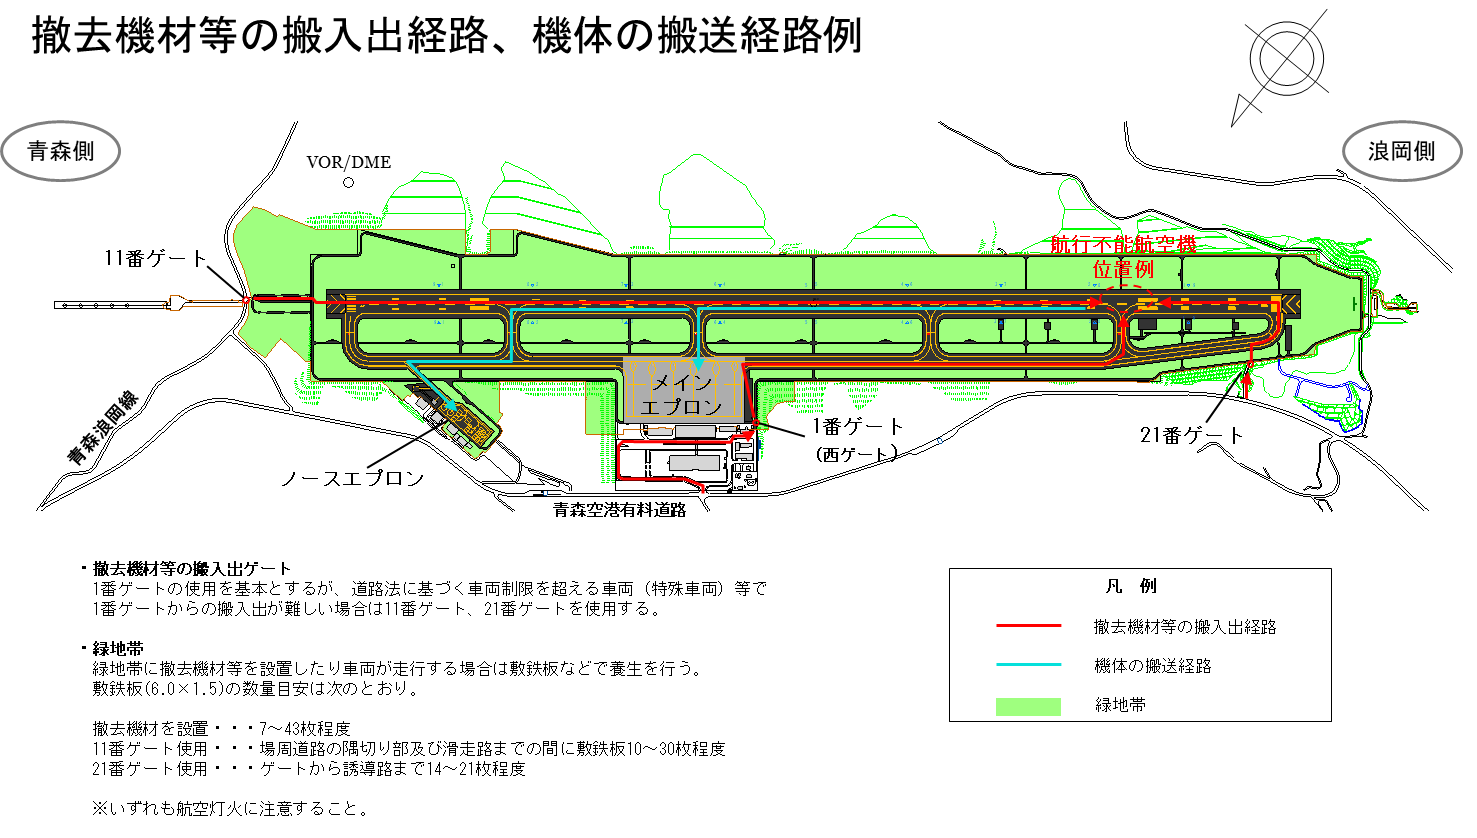 撤去機材等の搬入出経路、機体の搬送経路例
青森側
浪岡側
VOR/DME
11番ゲート
航行不能航空機
位置例
メイン
エプロン
1番ゲート
(西ゲート)
21番ゲート
青森浪岡線
ノースエプロン
青森空港有料道路
・撤去機材等の搬入出ゲート
1番ゲートの使用を基本とするが、道路法に基づく車両制限を超える車両（特殊車両）等で
1番ゲートからの搬入出が難しい場合は11番ゲート、21番ゲートを使用する。
・緑地帯
緑地帯に撤去機材等を設置したり車両が走行する場合は敷鉄板などで養生を行う。
敷鉄板(6.0×1.5)の数量目安は次のとおり。
撤去機材を設置・・・7～43枚程度
11番ゲート使用・・・場周道路の隅切り部及び滑走路までの間に敷鉄板10～30枚程度
21番ゲート使用・・・ゲートから誘導路まで14～21枚程度
※いずれも航空灯火に注意すること。
凡　例
撤去機材等の搬入出経路
機体の搬送経路
緑地帯